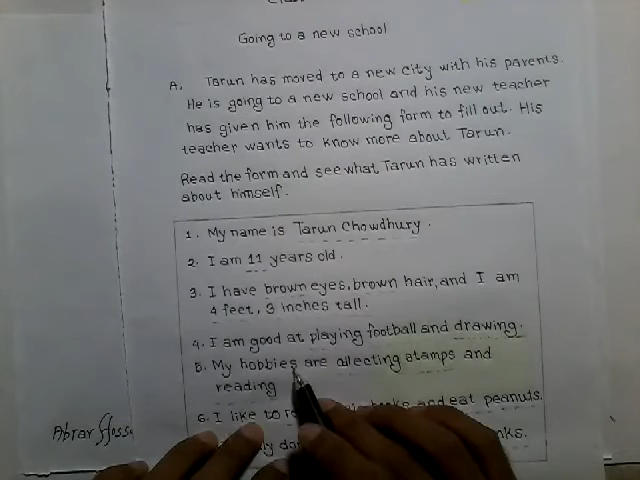 Going to a new school
A. Tarun has moved to a new city with his parents.
He is going to a new school and his new teacher
has given him the following form to fill out. His
teacher wants to know more about Tarun.
Read the form and see what Tarun has written
about himself.
1. My name is Tarun Chowdhury.
2. I am 11 years old.
3. I have brown eyes, brown hair, and I am
4 feet, 3 inches tall.
4. I am good at playing football and drawing.
5. My hobbies are ollecting stamps and
reading
6. I like to books and eat peanuts.
Abrar